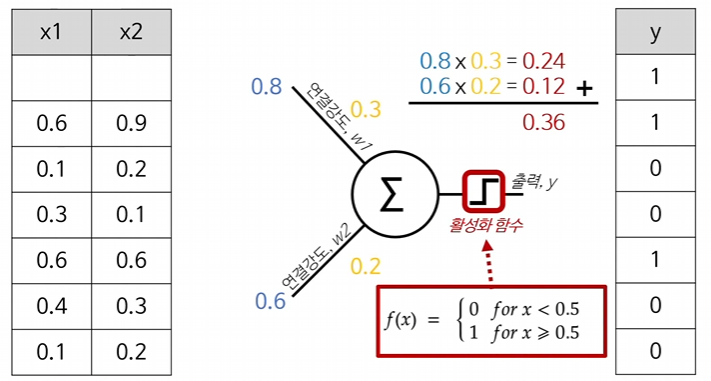 x1 x2
0.6 0.9
0.1 0.2
0.3 0.1
0.6 0.6
0.4 0.3
0.1 0.2
0.8
연결강도, w1
0.3
0.6
연결강도, w2
0.2
Σ
0.8 x 0.3 = 0.24
0.6 x 0.2 = 0.12 +
0.36
출력, y
활성화 함수
f(x) = { 0 for x < 0.5
1 for x ⩾ 0.5
y
1
1
0
0
1
0
0